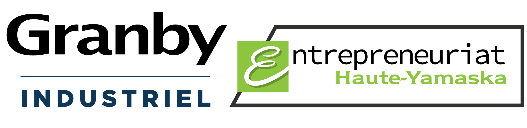 Granby
INDUSTRIEL
Entrepreneuriat
Haute-Yamaska